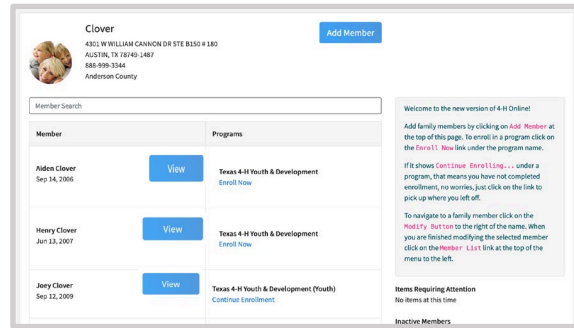 Clover
4301 W WILLIAM CANNON DR STE B150 # 180
AUSTIN, TX 78749-1487
888-999-3344
Anderson County
Add Member
Member Search
Member
Programs
Aiden Clover
Sep 14, 2006
View
Texas 4-H Youth & Development
Enroll Now
Henry Clover
Jun 13, 2007
View
Texas 4-H Youth & Development
Enroll Now
Joey Clover
Sep 12, 2009
View
Texas 4-H Youth & Development (Youth)
Continue Enrollment
Welcome to the new version of 4-H Online!
Add family members by clicking on Add Member at
the top of this page. To enroll in a program click on
the Enroll Now link under the program name.
If it shows Continue Enrolling... under a
program, that means you have not completed
enrollment, no worries, just click on the link to
pick up where you left off.
To navigate to a family member click on the
Modify Button to the right of the name. When
you are finished modifying the selected member
click on the Member List link at the top of the
menu to the left.
Items Requiring Attention
No items at this time
Inactive Members